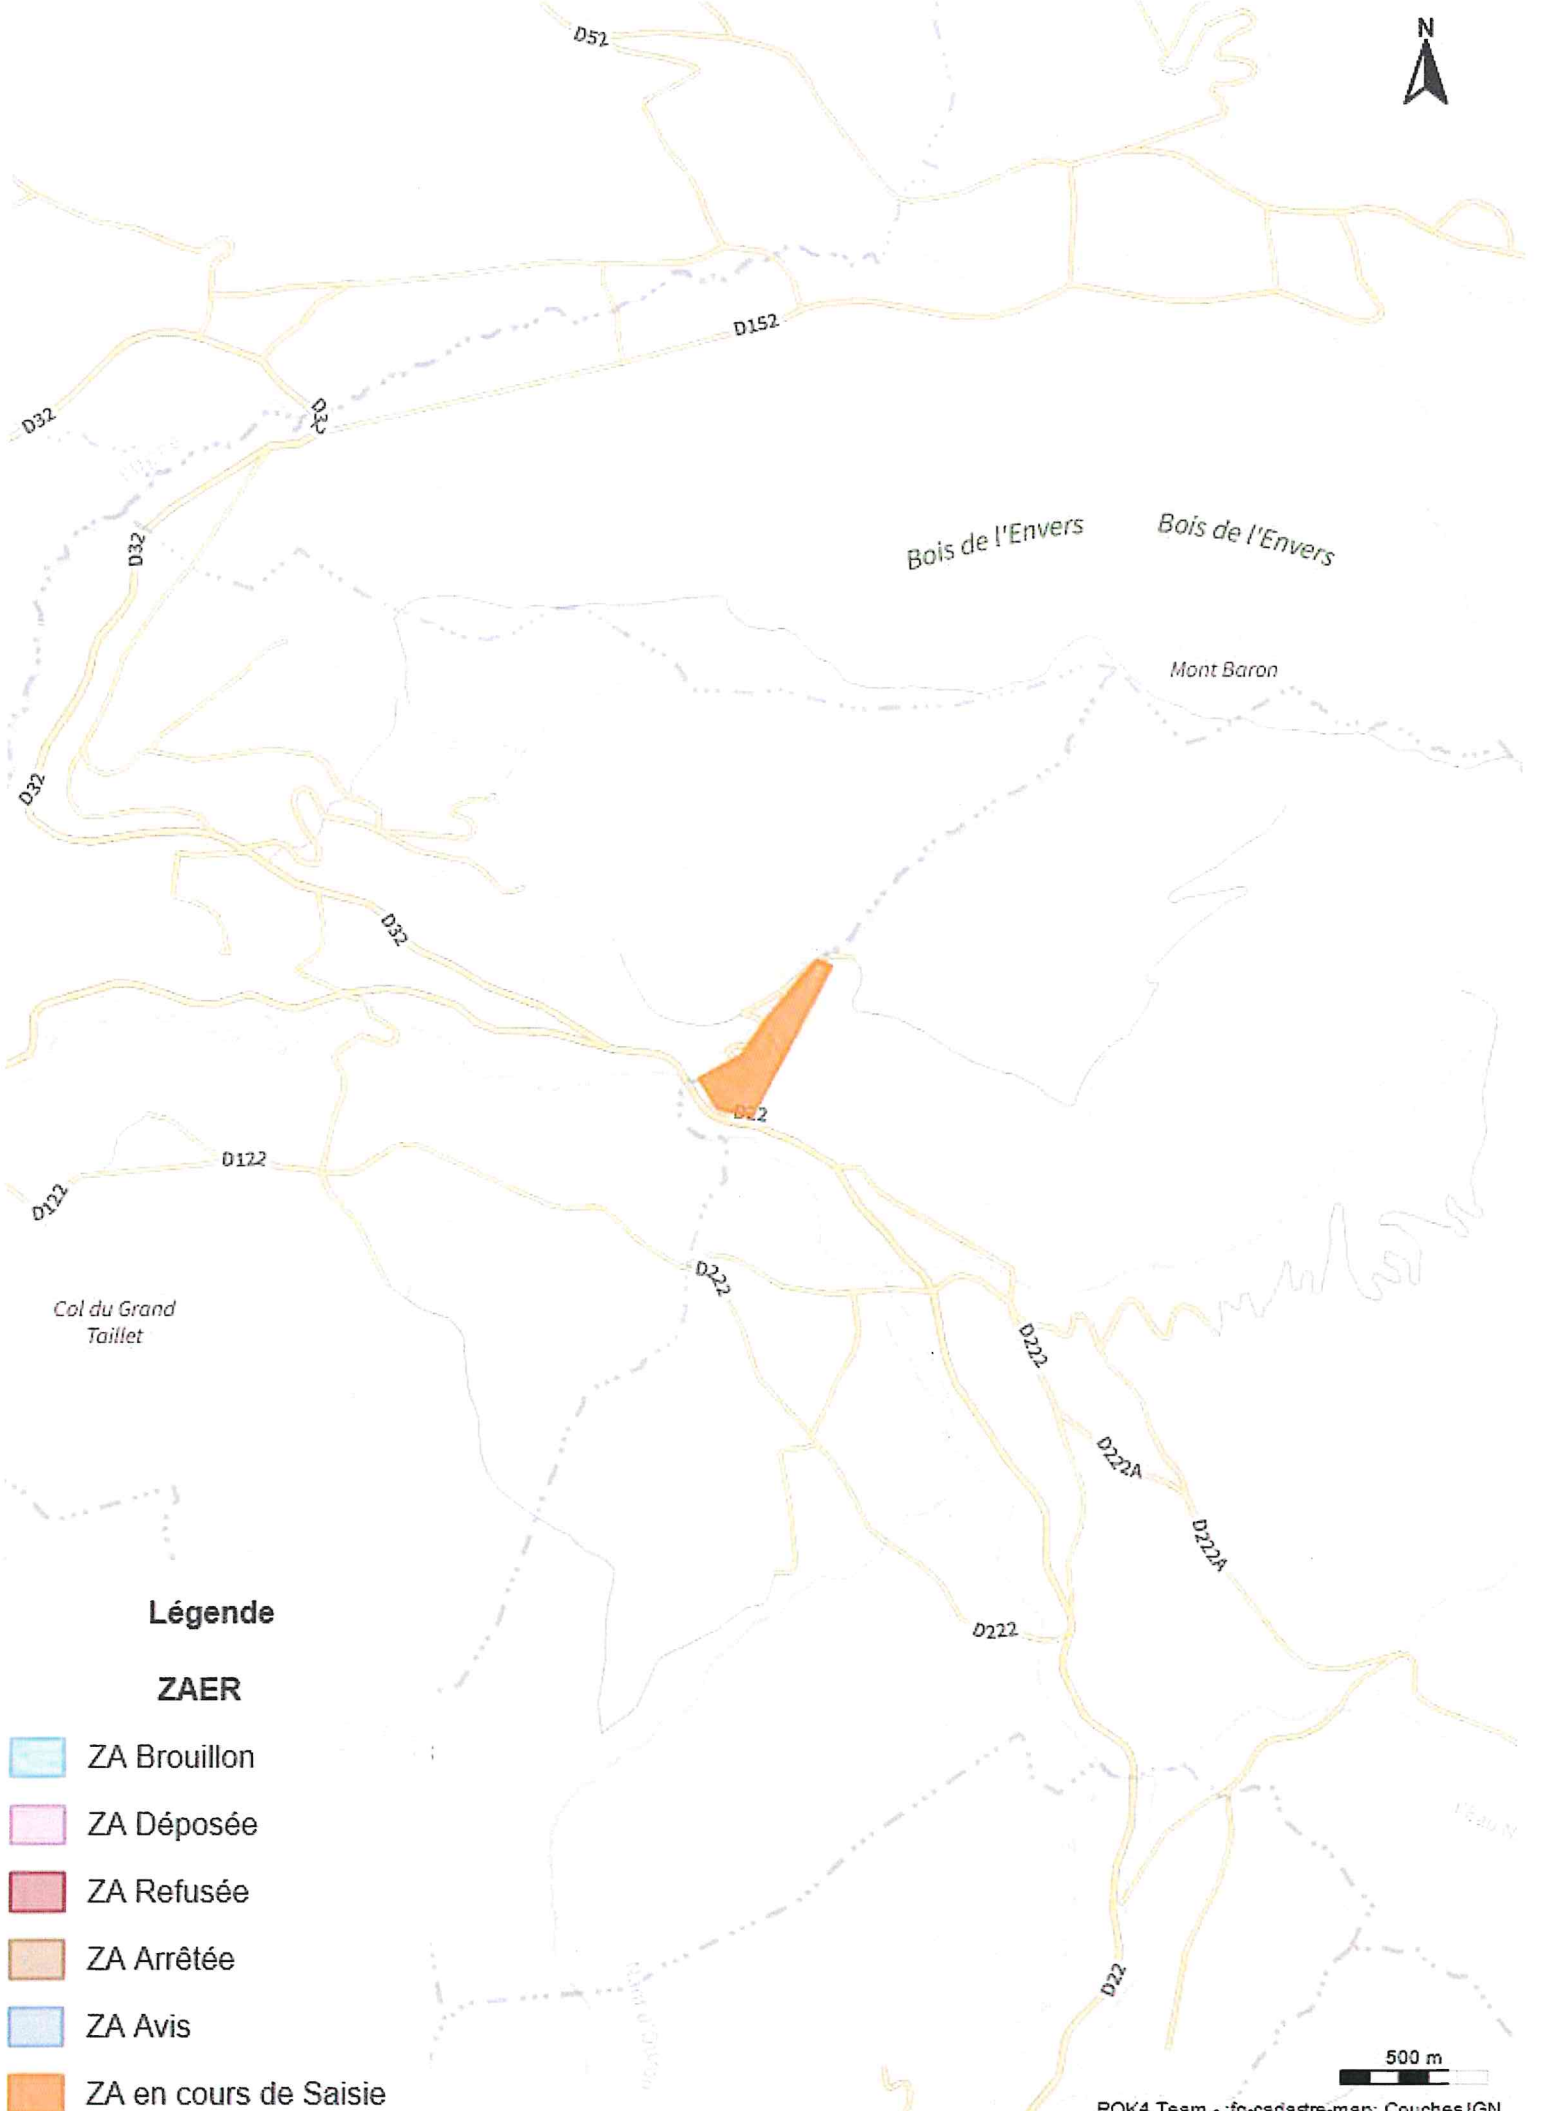 N
D52
D152
D32
D32
D32
Bois de l'Envers
Bois de l'Envers
Mont Baron
D32
D32
D22
D122
D122
D222
Col du Grand
Taillet
D222
D222A
D222A
D222
Légende
ZAER
ZA Brouillon
ZA Déposée
ZA Refusée
ZA Arrêtée
D22
ZA Avis
500 m
ZA en cours de Saisie